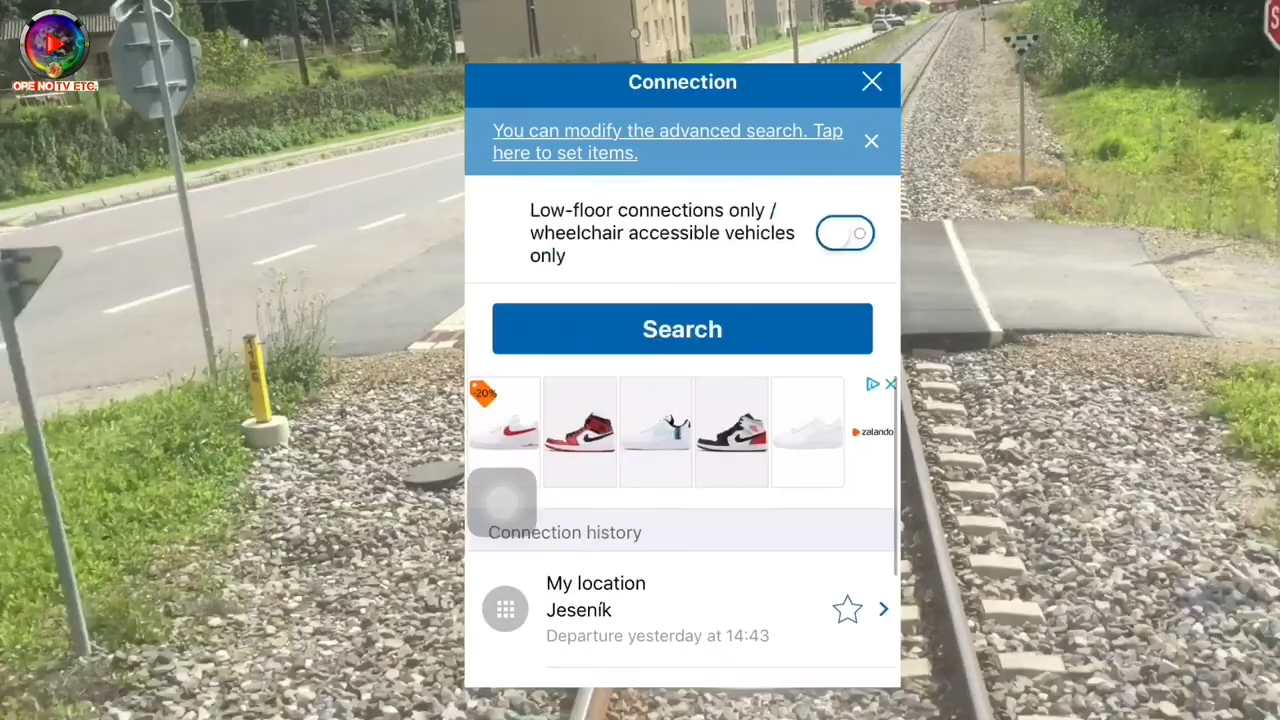 ORE NO TV ETC.
Connection
You can modify the advanced search. Tap
here to set items.
Low-floor connections only /
wheelchair accessible vehicles
only
Search
-20%
zalando
Connection history
My location
Jeseník
Departure yesterday at 14:43